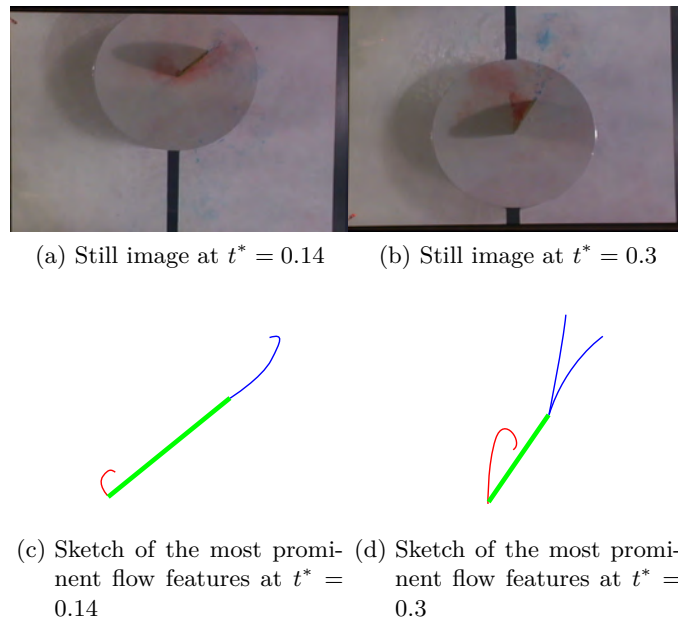 (a) Still image at t* = 0.14
(b) Still image at t* = 0.3
(c) Sketch of the most promi-
nent flow features at t* =
0.14
(d) Sketch of the most promi-
nent flow features at t* =
0.3